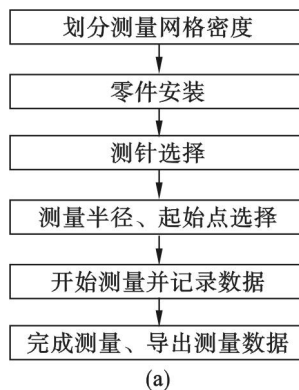 划分测量网格密度
零件安装
测针选择
测量半径、起始点选择
开始测量并记录数据
完成测量、导出测量数据
(a)